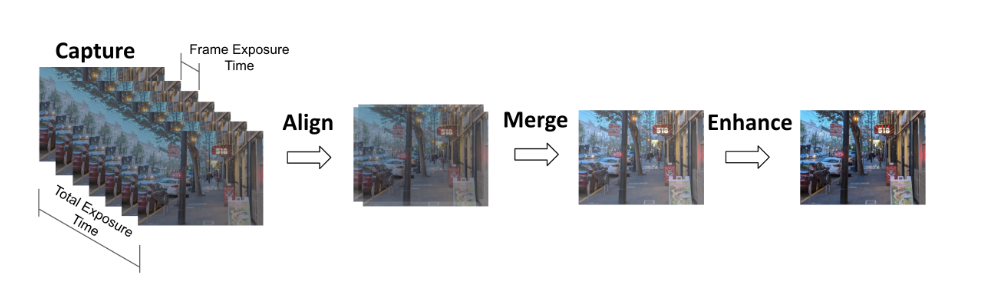 Capture
Frame Exposure
Time
Align
Merge
Enhance
Total Exposure
Time